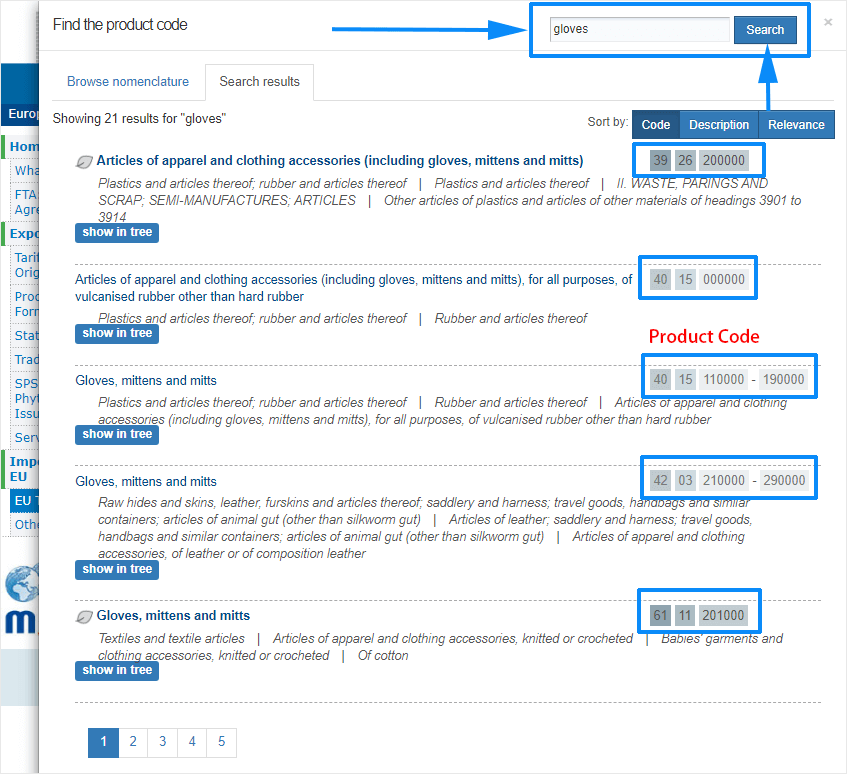 Find the product code
gloves
Search
×
Browse nomenclature
Search results
Showing 21 results for "gloves"
Sort by:
Code
Description
Relevance
Articles of apparel and clothing accessories (including gloves, mittens and mitts)
39 26 200000
Plastics and articles thereof; rubber and articles thereof | Plastics and articles thereof | II. WASTE, PARINGS AND
SCRAP; SEMI-MANUFACTURES; ARTICLES | Other articles of plastics and articles of other materials of headings 3901 to
3914
show in tree
Articles of apparel and clothing accessories (including gloves, mittens and mitts), for all purposes, of
vulcanised rubber other than hard rubber
40 15 000000
Plastics and articles thereof; rubber and articles thereof | Rubber and articles thereof
show in tree
Product Code
Gloves, mittens and mitts
40 15 110000 - 190000
Plastics and articles thereof; rubber and articles thereof | Rubber and articles thereof | Articles of apparel and clothing
accessories (including gloves, mittens and mitts), for all purposes, of vulcanised rubber other than hard rubber
show in tree
Gloves, mittens and mitts
42 03 210000 - 290000
Raw hides and skins, leather, furskins and articles thereof; saddlery and harness; travel goods, handbags and similar
containers; articles of animal gut (other than silkworm gut) | Articles of leather; saddlery and harness; travel goods,
handbags and similar containers; articles of animal gut (other than silkworm gut) | Articles of apparel and clothing
accessories, of leather or of composition leather
show in tree
Gloves, mittens and mitts
61 11 201000
Textiles and textile articles | Articles of apparel and clothing accessories, knitted or crocheted | Babies' garments and
clothing accessories, knitted or crocheted | Of cotton
show in tree
1 2 3 4 5
Europ
Hom
Wha
FTA
Agre
Expo
Tari
Orig
Proc
Forn
Stat
Trad
SPS
Phyt
Issu
Serv
Impo
EU
EU T
Othe
m